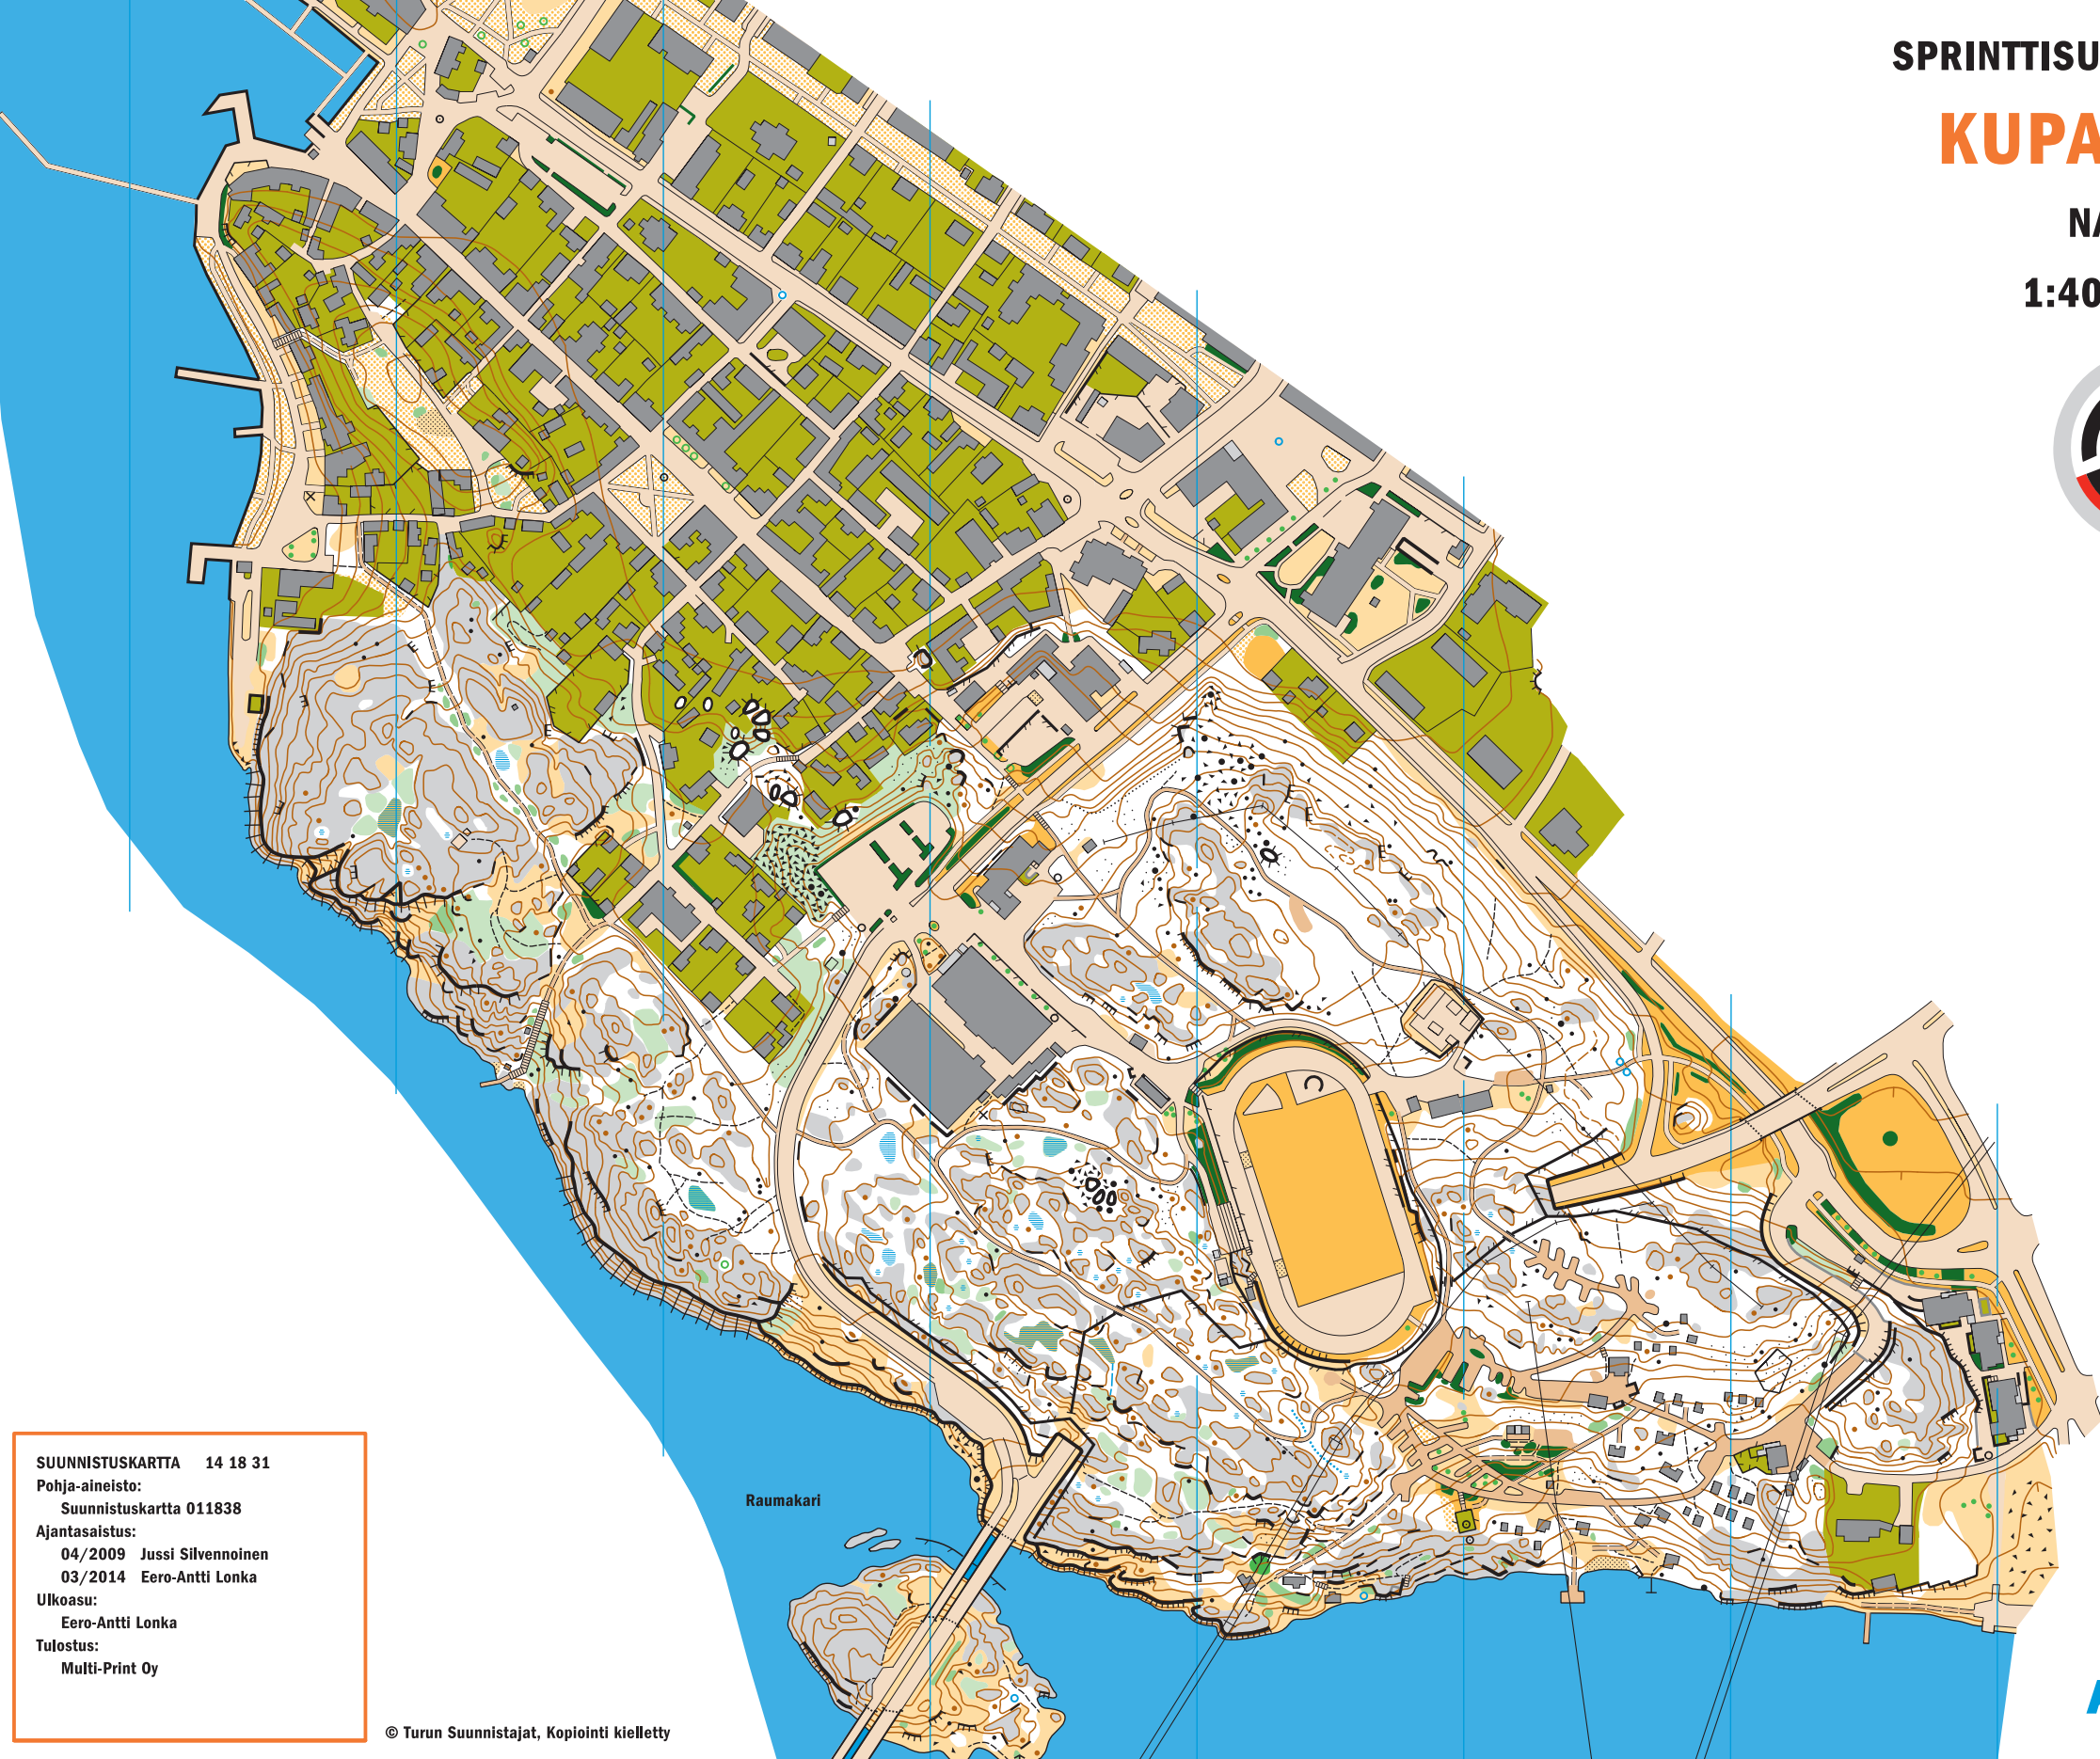 SPRINTTISU
KUPA
NA
1:40
SUUNNISTUSKARTTA 14 18 31
Pohja-aineisto:
Suunnistuskartta 011838
Ajantasaistus:
04/2009 Jussi Silvennoinen
03/2014 Eero-Antti Lonka
Ulkoasu:
Eero-Antti Lonka
Tulostus:
Multi-Print Oy
Raumakari
© Turun Suunnistajat, Kopiointi kielletty